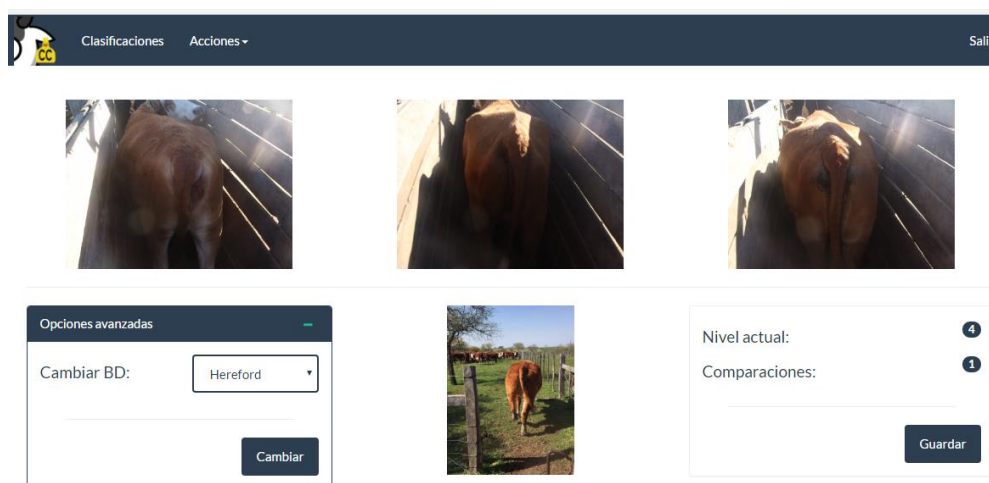 CC
Clasificaciones Acciones Sali
Opciones avanzadas
Cambiar BD: Hereford
Cambiar
Nivel actual: 4
Comparaciones: 1
Guardar